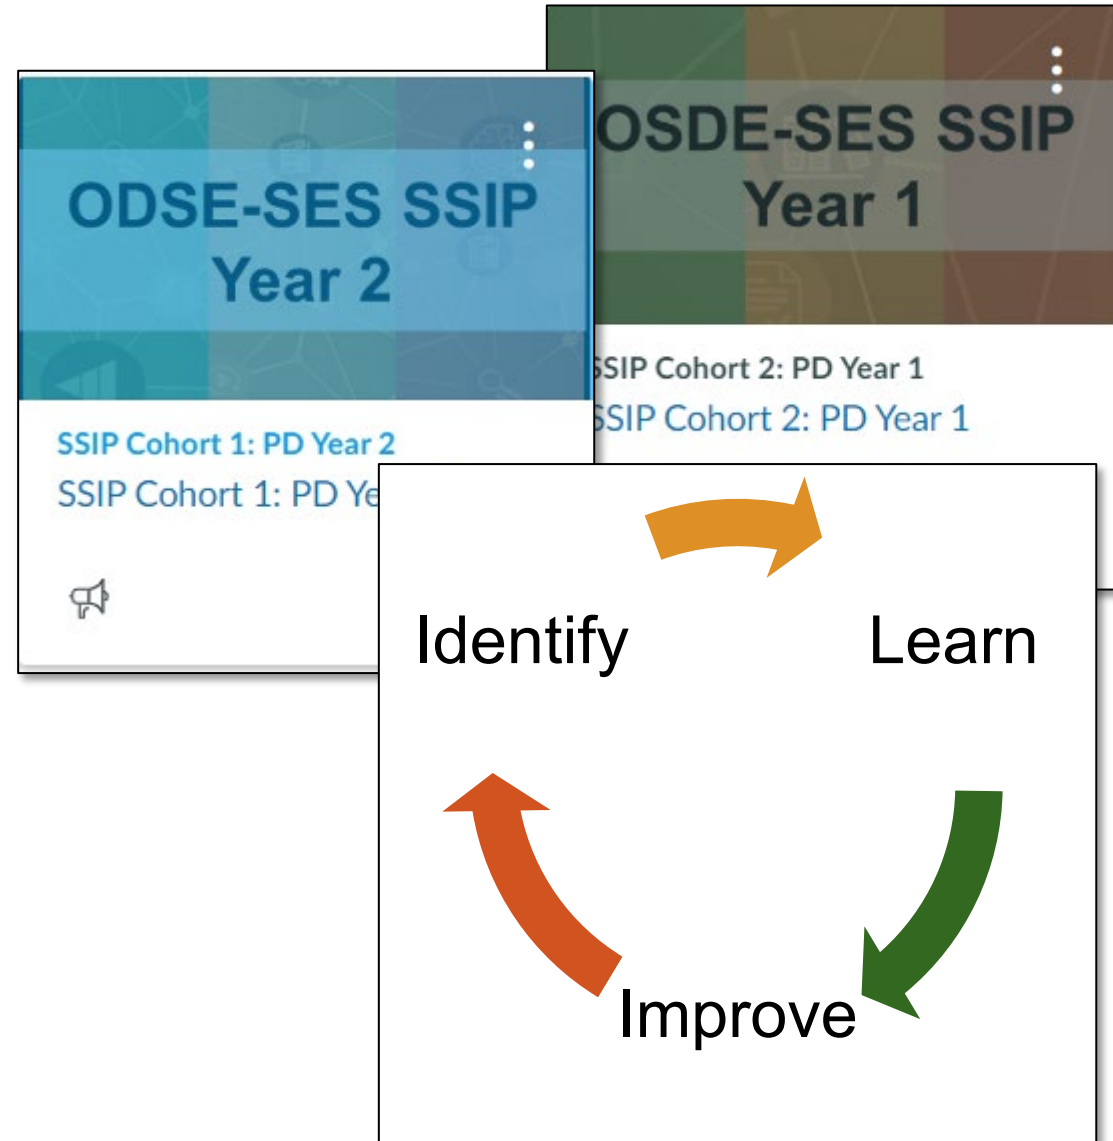 ODSE-SES SSIP
Year 2
SSIP Cohort 1: PD Year 2
SSIP Cohort 1: PD
OSDE-SES SSIP
Year 1
SSIP Cohort 2: PD Year 1
SSIP Cohort 2: PD Year 1
Identify
Learn
Improve